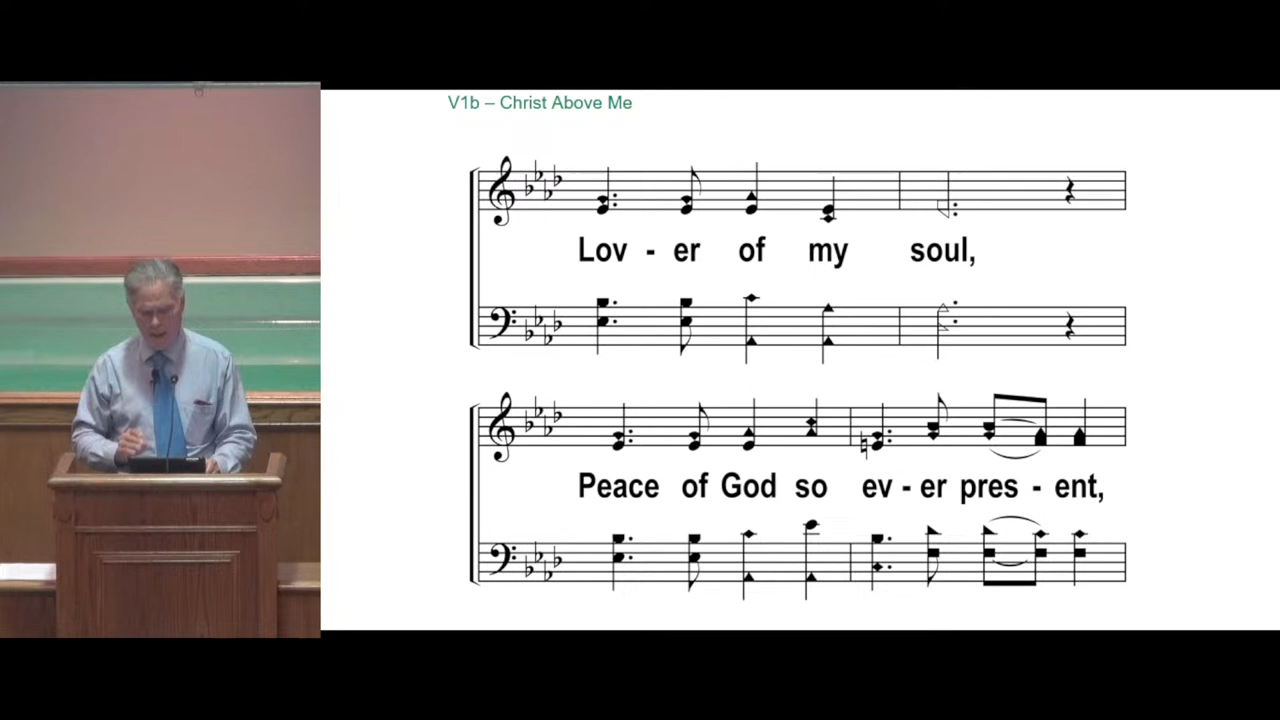 V1b – Christ Above Me
Lov - er of my soul,
Peace of God so ev - er pres - ent,